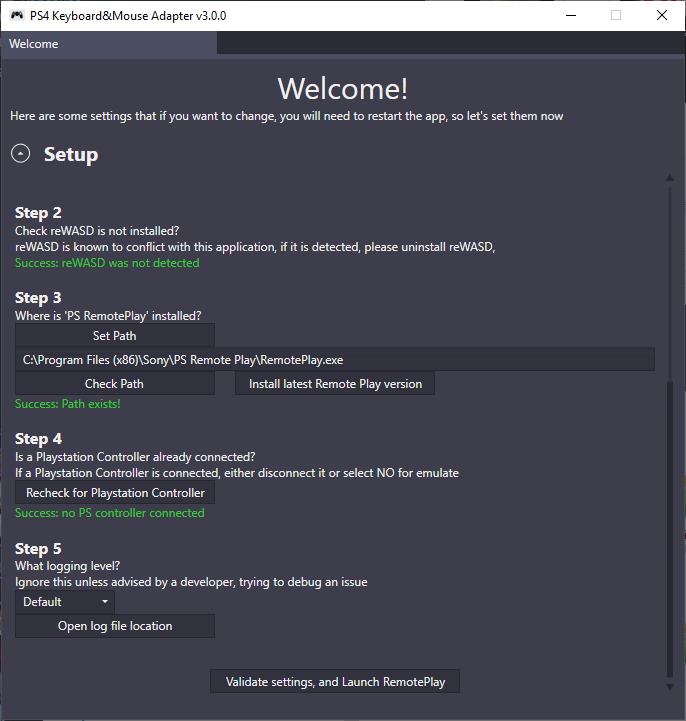 PS4 Keyboard&Mouse Adapter v3.0.0
Welcome
Welcome!
Here are some settings that if you want to change, you will need to restart the app, so let's set them now
Setup
Step 2
Check reWASD is not installed?
reWASD is known to conflict with this application, if it is detected, please uninstall reWASD,
Success: reWASD was not detected
Step 3
Where is 'PS RemotePlay' installed?
Set Path
C:\Program Files (x86)\Sony\PS Remote Play\RemotePlay.exe
Check Path
Install latest Remote Play version
Success: Path exists!
Step 4
Is a Playstation Controller already connected?
If a Playstation Controller is connected, either disconnect it or select NO for emulate
Recheck for Playstation Controller
Success: no PS controller connected
Step 5
What logging level?
Ignore this unless advised by a developer, trying to debug an issue
Default
Open log file location
Validate settings, and Launch RemotePlay